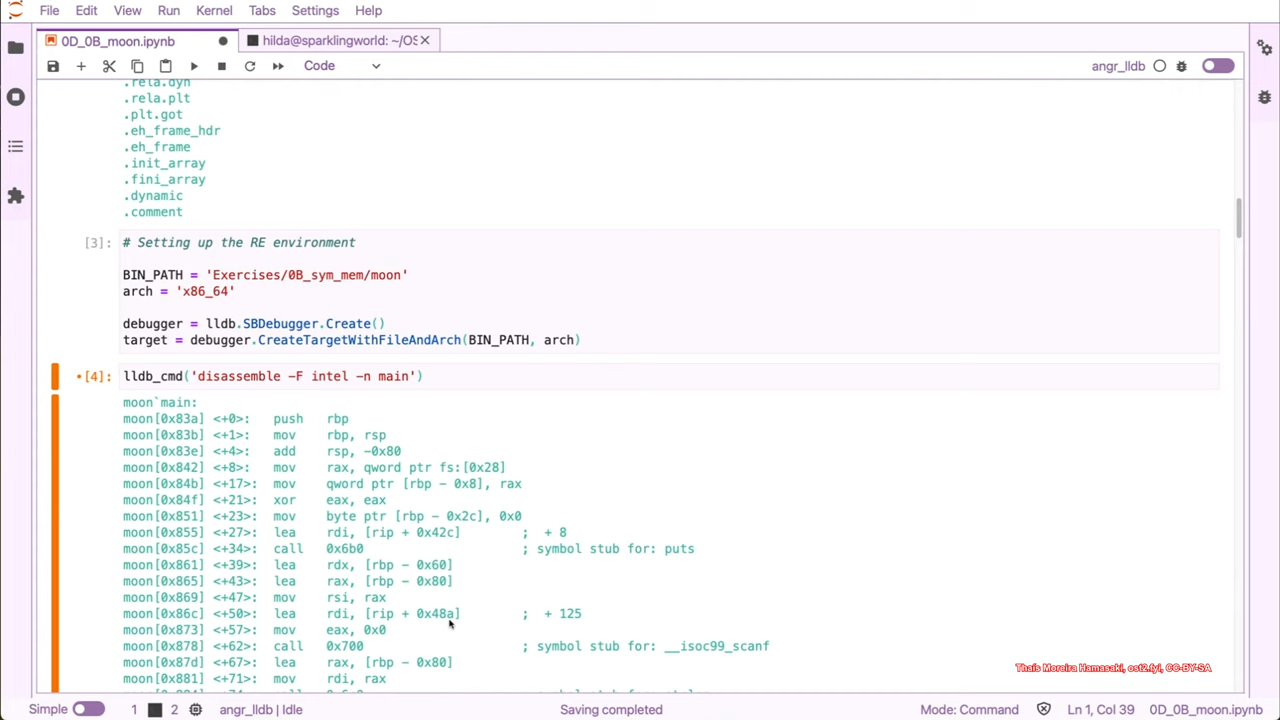 File Edit View Run Kernel Tabs Settings Help
0D_0B_moon.ipynb hilda@sparklingworld: ~/OS
Code angr_lldb
.rela.dyn
.rela.plt
.plt.got
.eh_frame_hdr
.eh_frame
.init_array
.fini_array
.dynamic
.comment
[3]: # Setting up the RE environment
BIN_PATH = 'Exercises/0B_sym_mem/moon'
arch = 'x86_64'
debugger = lldb.SBDebugger.Create()
target = debugger.CreateTargetWithFileAndArch(BIN_PATH, arch)
•[4]: lldb_cmd('disassemble -F intel -n main')
moon`main:
moon[0x83a] <+0>: push rbp
moon[0x83b] <+1>: mov rbp, rsp
moon[0x83e] <+4>: add rsp, -0x80
moon[0x842] <+8>: mov rax, qword ptr fs:[0x28]
moon[0x84b] <+17>: mov qword ptr [rbp - 0x8], rax
moon[0x84f] <+21>: xor eax, eax
moon[0x851] <+23>: mov byte ptr [rbp - 0x2c], 0x0
moon[0x855] <+27>: lea rdi, [rip + 0x42c] ; + 8
moon[0x85c] <+34>: call 0x6b0 ; symbol stub for: puts
moon[0x861] <+39>: lea rdx, [rbp - 0x60]
moon[0x865] <+43>: lea rax, [rbp - 0x80]
moon[0x869] <+47>: mov rsi, rax
moon[0x86c] <+50>: lea rdi, [rip + 0x48a] ; + 125
moon[0x873] <+57>: mov eax, 0x0
moon[0x878] <+62>: call 0x700 ; symbol stub for: __isoc99_scanf
moon[0x87d] <+67>: lea rax, [rbp - 0x80]
moon[0x881] <+71>: mov rdi, rax
Thais Moreira Hamasaki, ost2.fyi, CC-BY-SA
Simple 1 2 angr_lldb | Idle Saving completed Mode: Command Ln 1, Col 39 0D_0B_moon.ipynb